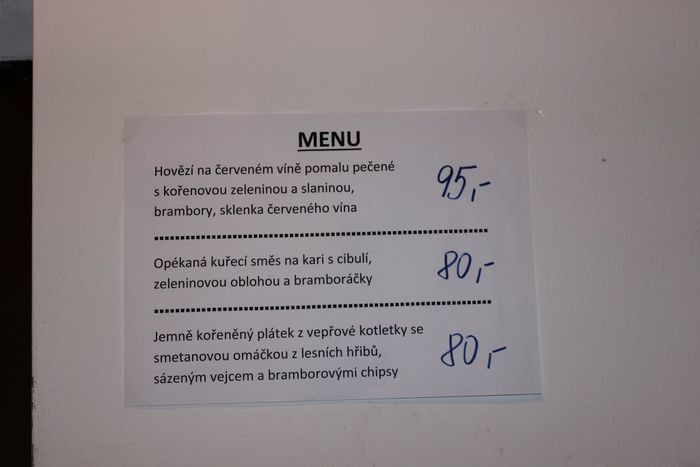 MENU
Hovězí na červeném víně pomalu pečené
s kořenovou zeleninou a slaninou,
brambory, sklenka červeného vína
95,-
Opékaná kuřecí směs na kari s cibulí,
zeleninovou oblohou a bramboráčky
80,-
Jemně kořeněný plátek z vepřové kotletky se
smetanovou omáčkou z lesních hřibů,
sázeným vejcem a bramborovými chipsy
80,-